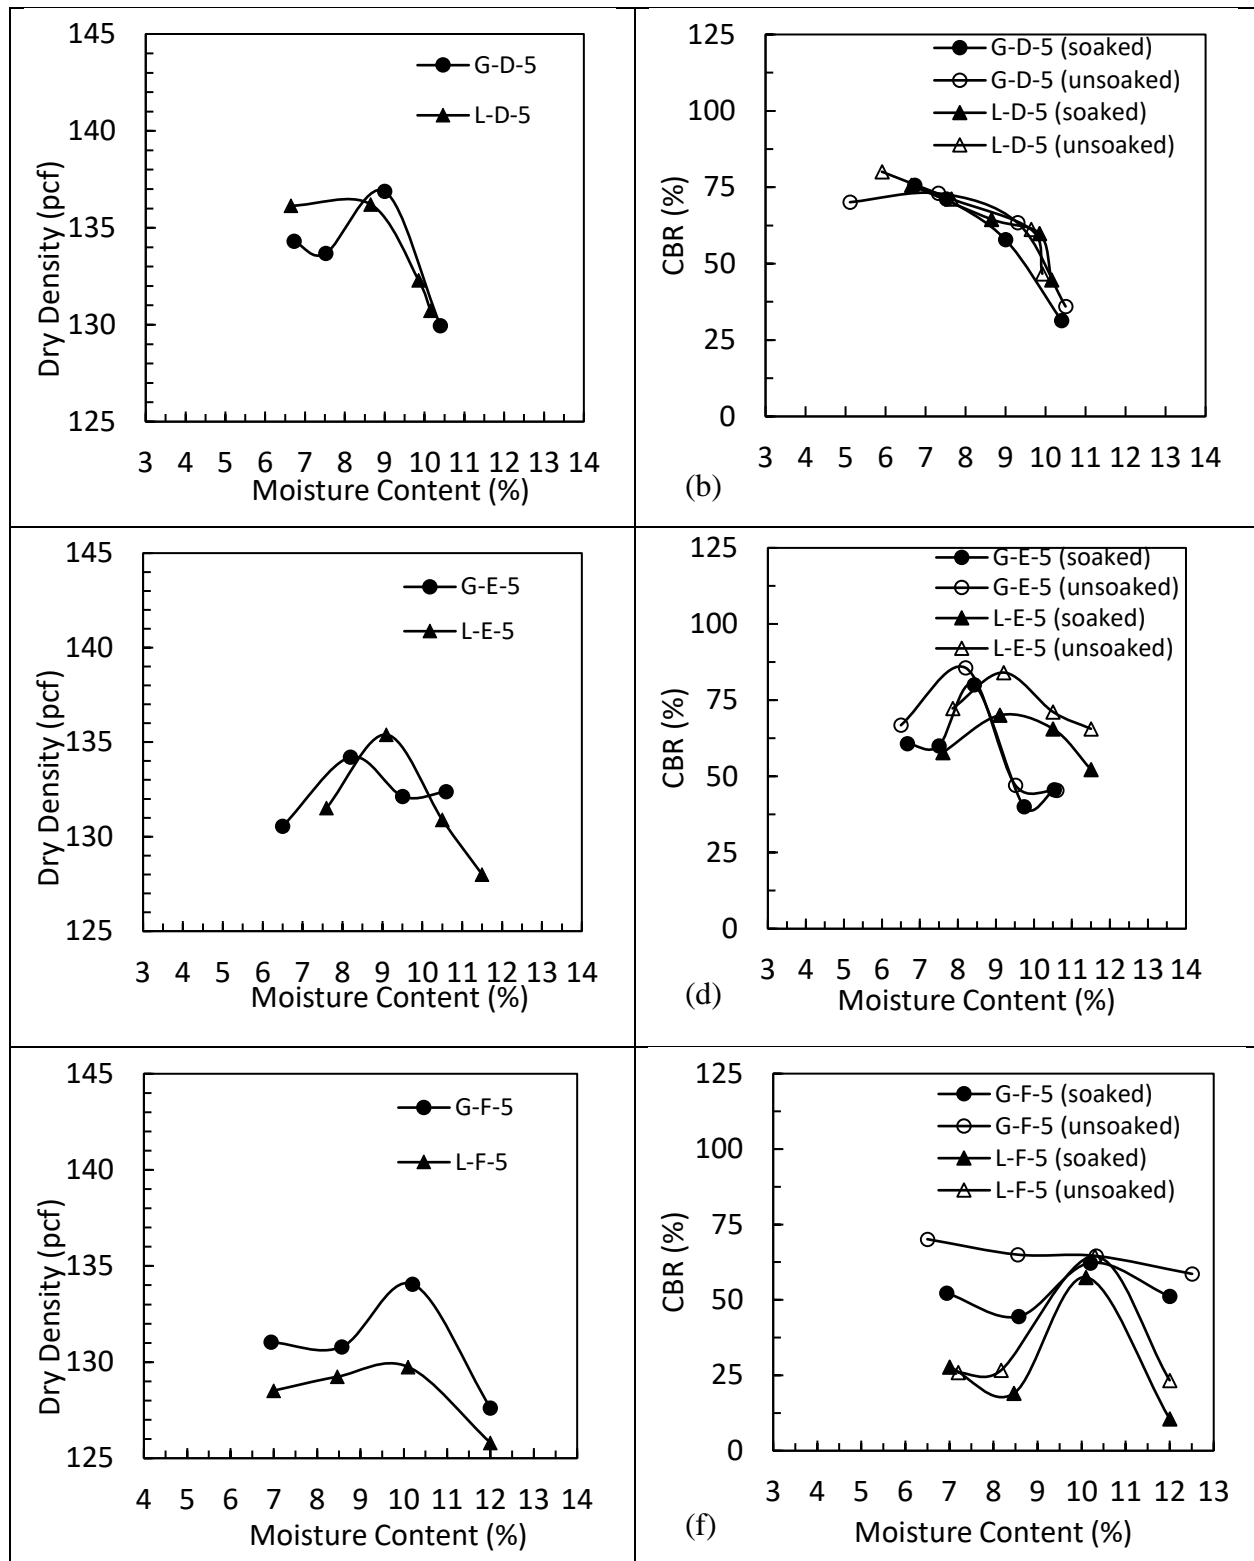 145
140
135
130
125
Dry Density (pcf)
G-D-5
L-D-5
3 4 5 6 7 8 9 10 11 12 13 14
Moisture Content (%)
125
100
75
50
25
0
CBR (%)
G-D-5 (soaked)
G-D-5 (unsoaked)
L-D-5 (soaked)
L-D-5 (unsoaked)
3 4 5 6 7 8 9 10 11 12 13 14
Moisture Content (%)
(b)
145
140
135
130
125
Dry Density (pcf)
G-E-5
L-E-5
3 4 5 6 7 8 9 10 11 12 13 14
Moisture Content (%)
125
100
75
50
25
0
CBR (%)
G-E-5 (soaked)
G-E-5 (unsoaked)
L-E-5 (soaked)
L-E-5 (unsoaked)
3 4 5 6 7 8 9 10 11 12 13 14
(d)
Moisture Content (%)
145
140
135
130
125
Dry Density (pcf)
G-F-5
L-F-5
4 5 6 7 8 9 10 11 12 13 14
Moisture Content (%)
125
100
75
50
25
0
CBR (%)
G-F-5 (soaked)
G-F-5 (unsoaked)
L-F-5 (soaked)
L-F-5 (unsoaked)
3 4 5 6 7 8 9 10 11 12 13
(f)
Moisture Content (%)